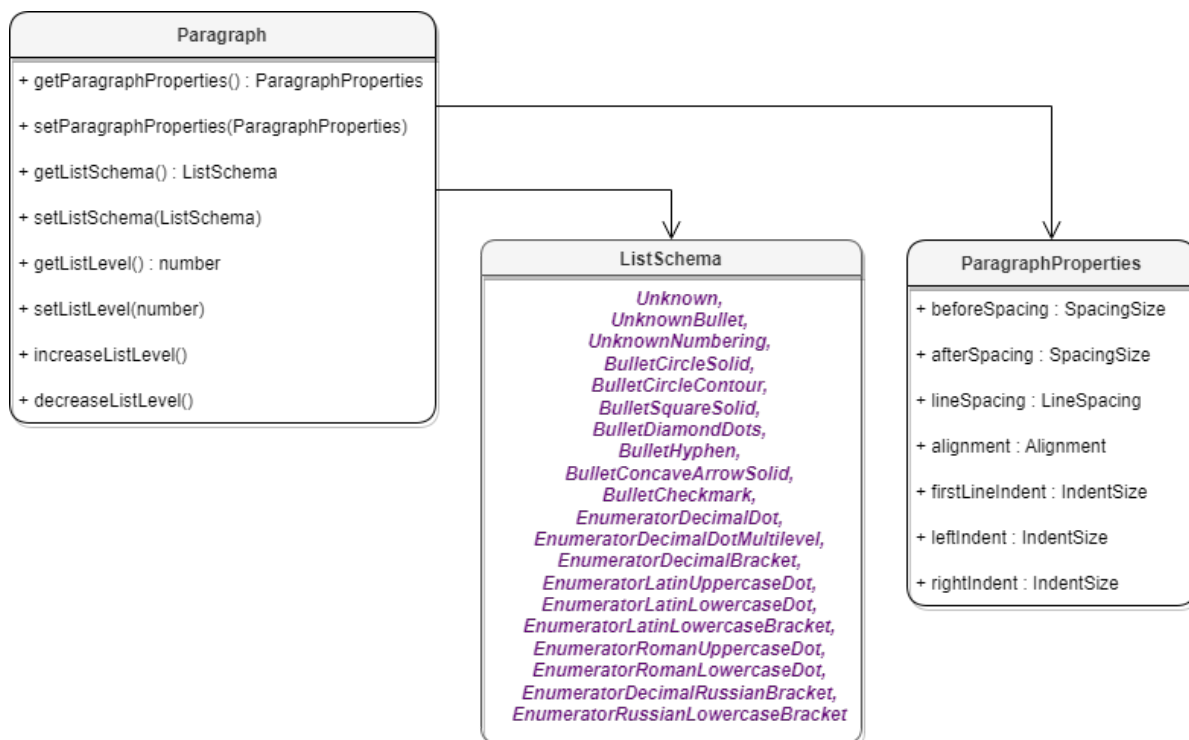 Paragraph
+ getParagraphProperties() : ParagraphProperties
+ setParagraphProperties(ParagraphProperties)
+ getListSchema() : ListSchema
+ setListSchema(ListSchema)
+ getListLevel() : number
+ setListLevel(number)
+ increaseListLevel()
+ decreaseListLevel()
ListSchema
Unknown,
UnknownBullet,
UnknownNumbering,
BulletCircleSolid,
BulletCircleContour,
BulletSquareSolid,
BulletDiamondDots,
BulletHyphen,
BulletConcaveArrowSolid,
BulletCheckmark,
EnumeratorDecimalDot,
EnumeratorDecimalDotMultilevel,
EnumeratorDecimalBracket,
EnumeratorLatinUppercaseDot,
EnumeratorLatinLowercaseDot,
EnumeratorLatinLowercaseBracket,
EnumeratorRomanUppercaseDot,
EnumeratorRomanLowercaseDot,
EnumeratorDecimalRussianBracket,
EnumeratorRussianLowercaseBracket
ParagraphProperties
+ beforeSpacing : SpacingSize
+ afterSpacing : SpacingSize
+ lineSpacing : LineSpacing
+ alignment : Alignment
+ firstLineIndent : IndentSize
+ leftIndent : IndentSize
+ rightIndent : IndentSize